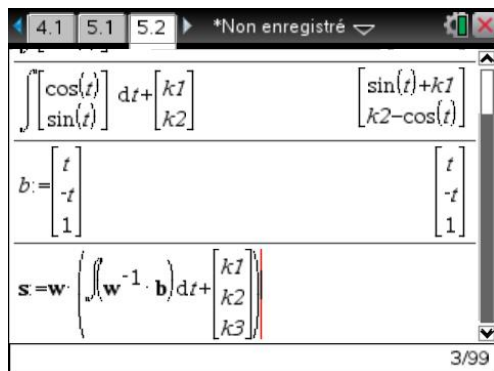 4.1 5.1 5.2 *Non enregistré
∫[cos(t) sin(t)] dt+[k1 k2] [sin(t)+k1 k2-cos(t)]
b:=[t -t 1] [t -t 1]
s:=w·(∫(w^-1·b)dt+[k1 k2 k3])
3/99